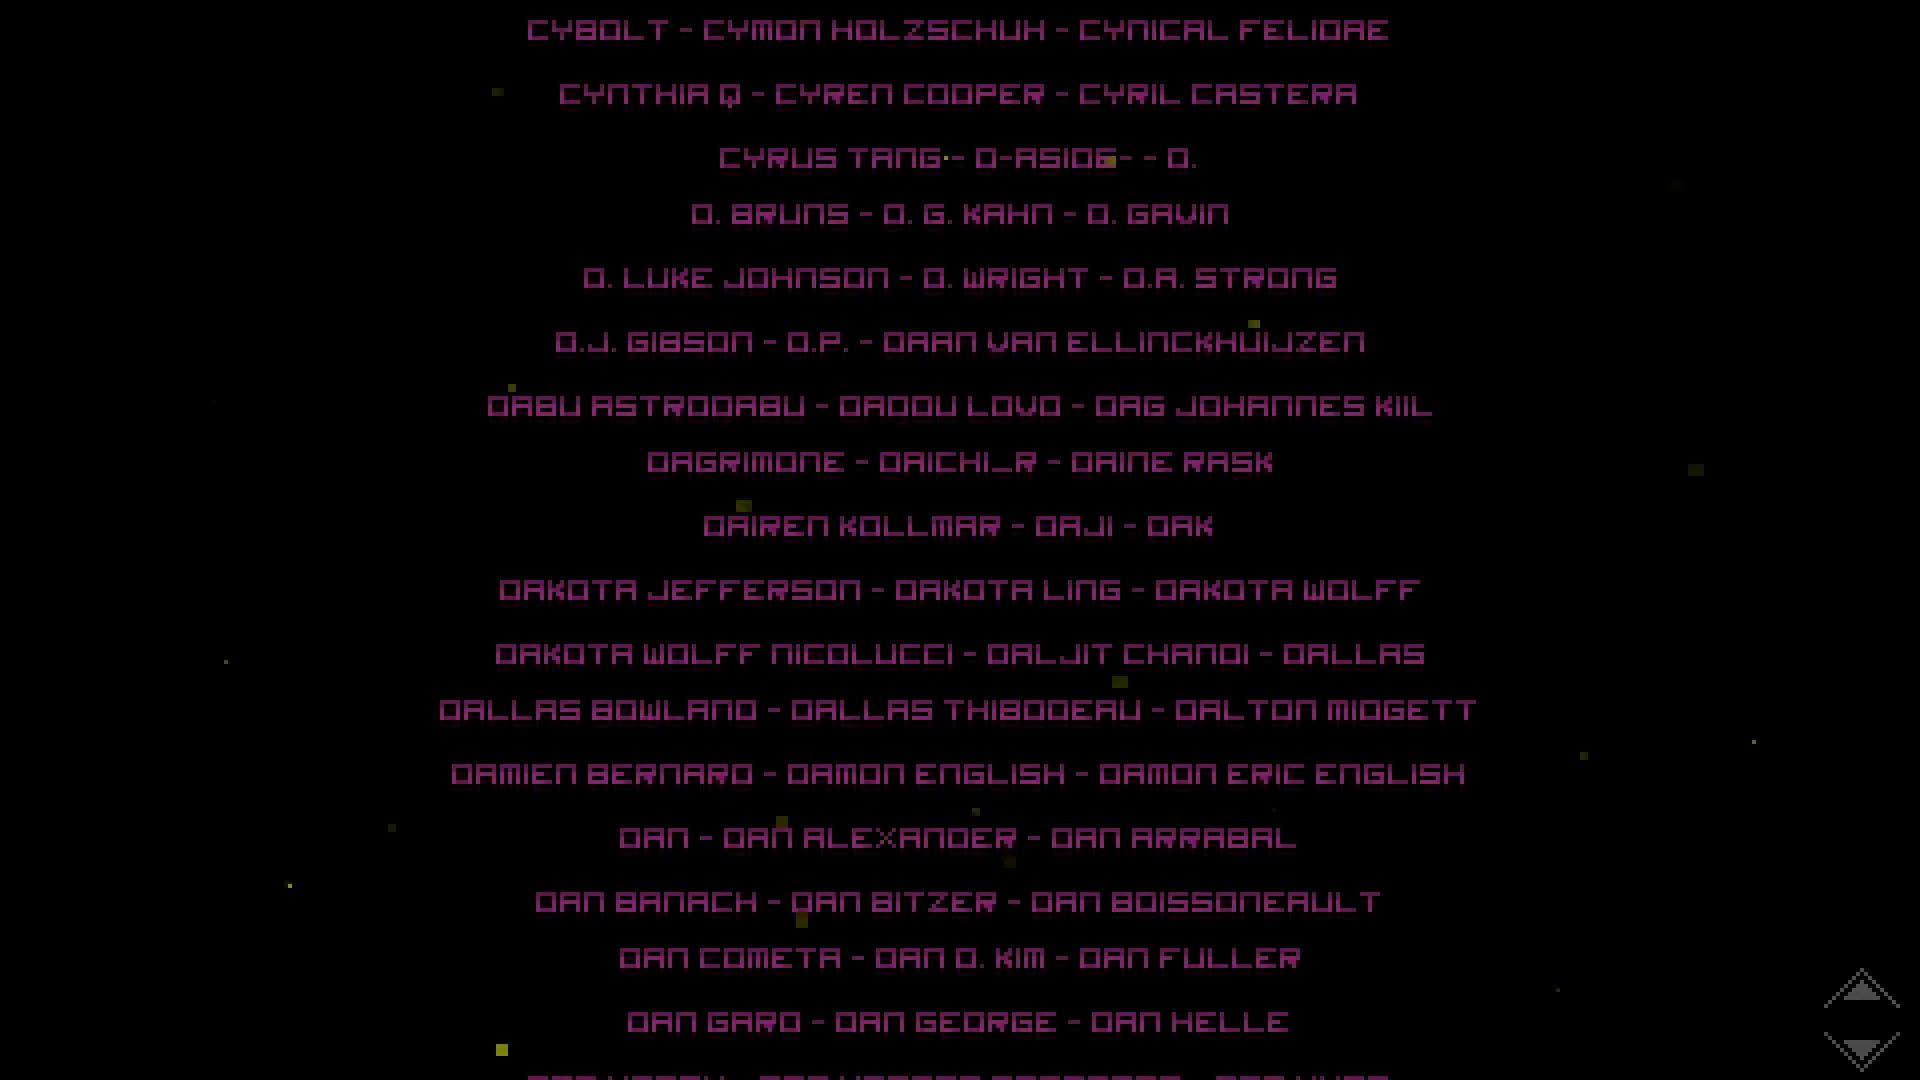 CYBOLT - CYMON HOLZSCHUH - CYNICAL FELIDAE
CYNTHIA Q - CYREN COOPER - CYRIL CASTERA
CYRUS TANG - D-ASIDE- - D.
D. BRUNS - D. G. KAHN - D. GAVIN
D. LUKE JOHNSON - D. WRIGHT - D.A. STRONG
D.J. GIBSON - D.P. - DAAN VAN ELLINCKHUIJZEN
DABU ASTRODABU - DADOU LOVO - DAG JOHANNES KIIL
DAGRIMONE - DAICHI_R - DAINE RASK
DAIREN KOLLMAR - DAJI - DAK
DAKOTA JEFFERSON - DAKOTA LING - DAKOTA WOLFF
DAKOTA WOLFF NICOLUCCI - DALJIT CHANDI - DALLAS
DALLAS BOWLAND - DALLAS THIBODEAU - DALTON MIDGETT
DAMIEN BERNARD - DAMON ENGLISH - DAMON ERIC ENGLISH
DAN - DAN ALEXANDER - DAN ARRABAL
DAN BANACH - DAN BITZER - DAN BOISSONEAULT
DAN COMETA - DAN D. KIM - DAN FULLER
DAN GARD - DAN GEORGE - DAN HELLE